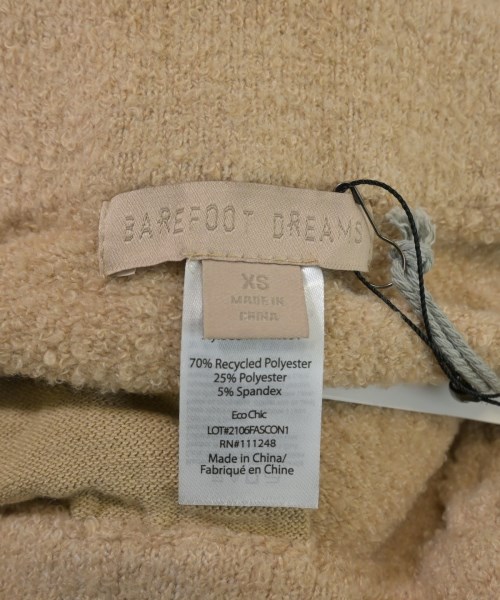 BAREFOOT DREAMS
XS
MADE IN
CHINA
70% Recycled Polyester
25% Polyester
5% Spandex
Eco Chic
LOT#2106FASCON1
RN#111248
Made in China/
Fabriqué en Chine